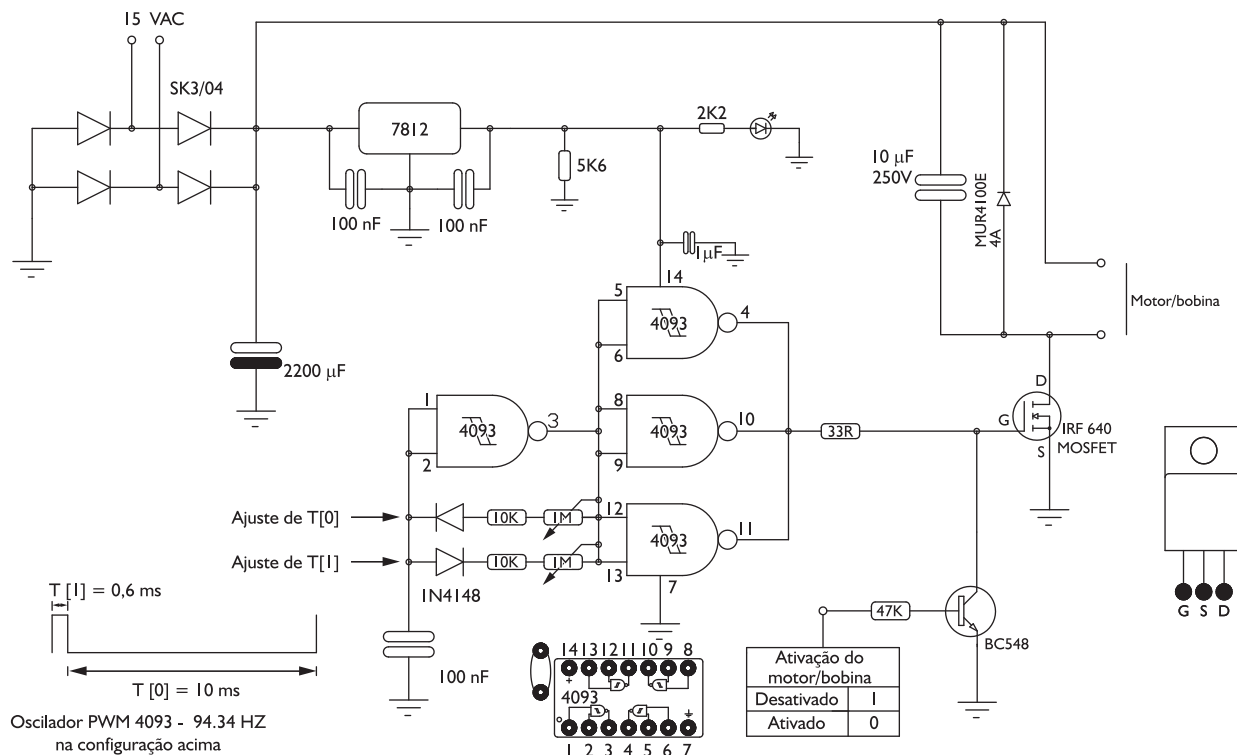 15 VAC
SK3/04
7812
100 nF
100 nF
2K2
5K6
1µF
10 µF
250V
MUR4100E
4A
Motor/bobina
2200 µF
14
5
4093
4
6
1
4093
3
2
8
4093
10
9
12
4093
11
13
7
33R
D
G
S
IRF 640
MOSFET
Ajuste de T[0]
10K
1M
Ajuste de T[1]
10K
1M
1N4148
100 nF
T [1] = 0,6 ms
T [0] = 10 ms
Oscilador PWM 4093 - 94.34 HZ
na configuração acima
14 13 12 11 10 9 8
+
4093
1 2 3 4 5 6 7
47K
BC548
Ativação do
motor/bobina
Desativado 1
Ativado 0
G S D